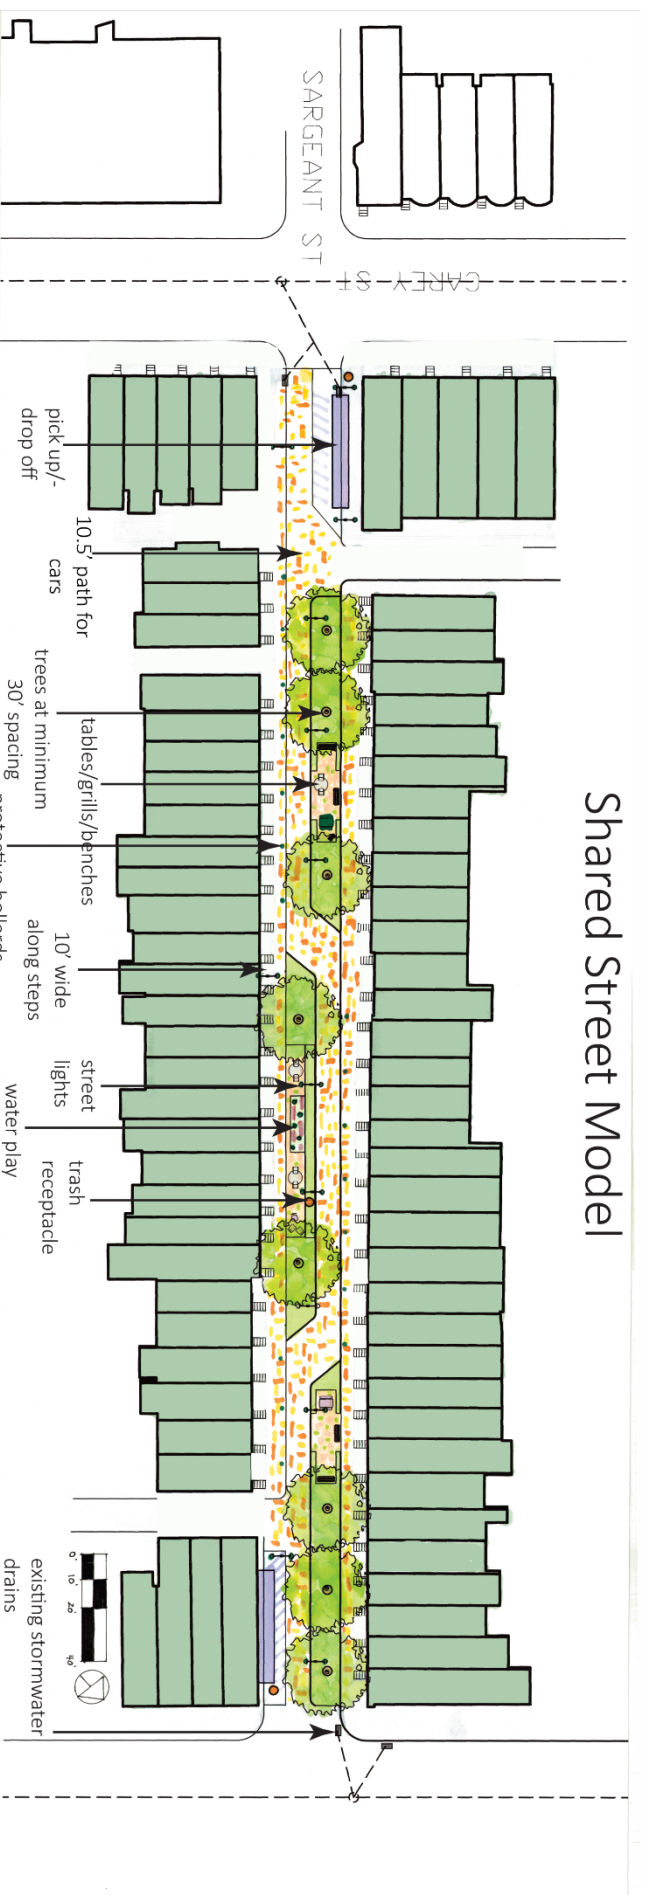 Shared Street Model
SARGEANT ST
CAREY ST
pick up/-
drop off
10.5' path for
cars
trees at minimum
30' spacing
tables/grills/benches
10' wide
along steps
street
lights
water play
trash
receptacle
existing stormwater
drains
0' 10' 20' 40'